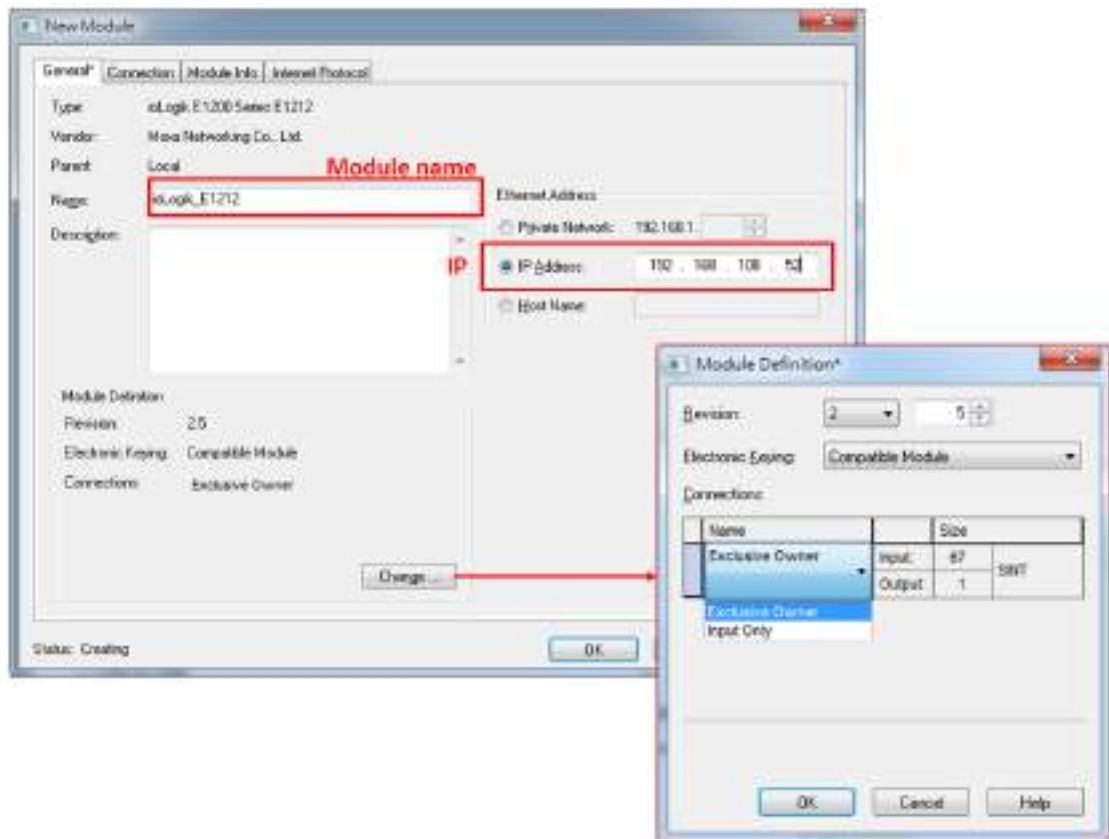 New Module
General* Connection Module Info Internet Protocol
Type: ioLogik E1200 Series E1212
Vendor: Moxa Networking Co., Ltd.
Parent: Local
Module name
Name: ioLogik_E1212
Description:
Ethernet Address
Private Network: 192.168.1.
IP
IP Address: 192 . 168 . 108 .
Host Name:
Module Definition
Revision: 2.5
Electronic Keying: Compatible Module
Connections: Exclusive Owner
Change ...
Status: Creating
OK
Module Definition*
Revision: 2 5
Electronic Keying: Compatible Module
Connections:
Name Size
Exclusive Owner Input: 67 SINT
Output: 1
Exclusive Owner
Input Only
OK Cancel Help